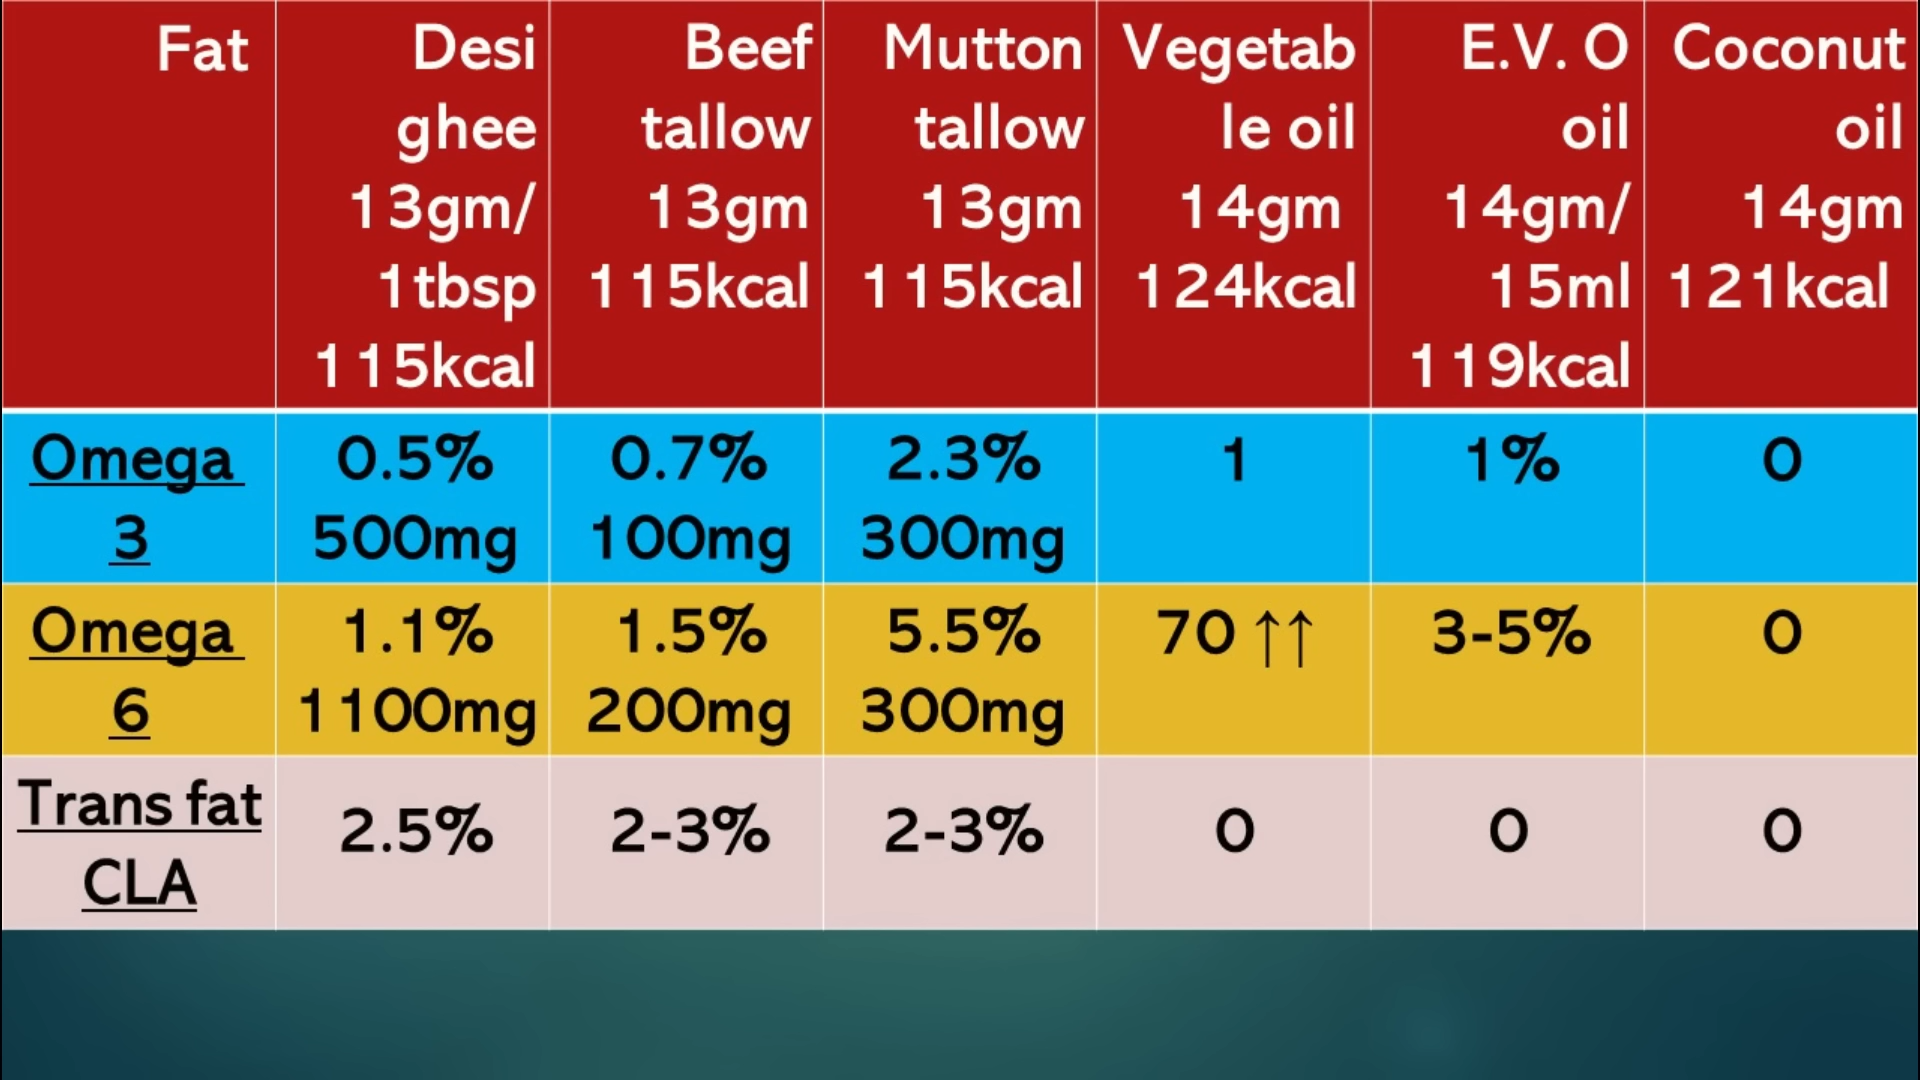 Fat
Desi
ghee
13gm/
1tbsp
115kcal
Beef
tallow
13gm
115kcal
Mutton
tallow
13gm
115kcal
Vegetab
le oil
14gm
124kcal
E.V. O
oil
14gm/
15ml
119kcal
Coconut
oil
14gm
121kcal
Omega
3
0.5%
500mg
0.7%
100mg
2.3%
300mg
1
1%
0
Omega
6
1.1%
1100mg
1.5%
200mg
5.5%
300mg
70 ↑↑
3-5%
0
Trans fat
CLA
2.5%
2-3%
2-3%
0
0
0